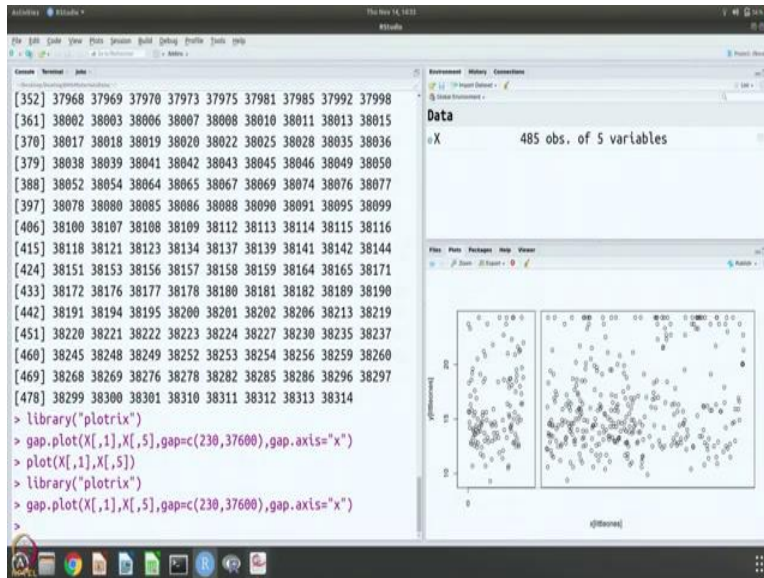 Activities RStudio Thu Nov 14, 14:55
RStudio
File Edit Code View Plots Session Build Debug Profile Tools Help
Console Terminal Jobs
Environment History Connections
Import Dataset
Global Environment
Data
X 485 obs. of 5 variables
[352] 37968 37969 37970 37973 37975 37981 37985 37992 37998
[361] 38002 38003 38006 38007 38008 38010 38011 38013 38015
[370] 38017 38018 38019 38020 38022 38025 38028 38035 38036
[379] 38038 38039 38041 38042 38043 38045 38046 38049 38050
[388] 38052 38054 38064 38065 38067 38069 38074 38076 38077
[397] 38078 38080 38085 38086 38088 38090 38091 38095 38099
[406] 38100 38107 38108 38109 38112 38113 38114 38115 38116
[415] 38118 38121 38123 38134 38137 38139 38141 38142 38144
[424] 38151 38153 38156 38157 38158 38159 38164 38165 38171
[433] 38172 38176 38177 38178 38180 38181 38182 38189 38190
[442] 38191 38194 38195 38200 38201 38202 38206 38213 38219
[451] 38220 38221 38222 38223 38224 38227 38230 38235 38237
[460] 38245 38248 38249 38252 38253 38254 38256 38259 38260
[469] 38268 38269 38276 38278 38282 38285 38286 38296 38297
[478] 38299 38300 38301 38310 38311 38312 38313 38314
> library("plotrix")
> gap.plot(X[,1],X[,5],gap=c(230,37600),gap.axis="x")
> plot(X[,1],X[,5])
> library("plotrix")
> gap.plot(X[,1],X[,5],gap=c(230,37600),gap.axis="x")
>
Files Plots Packages Help Viewer
Zoom Export Publish
20
15
10
y[littleones]
0
x[littleones]